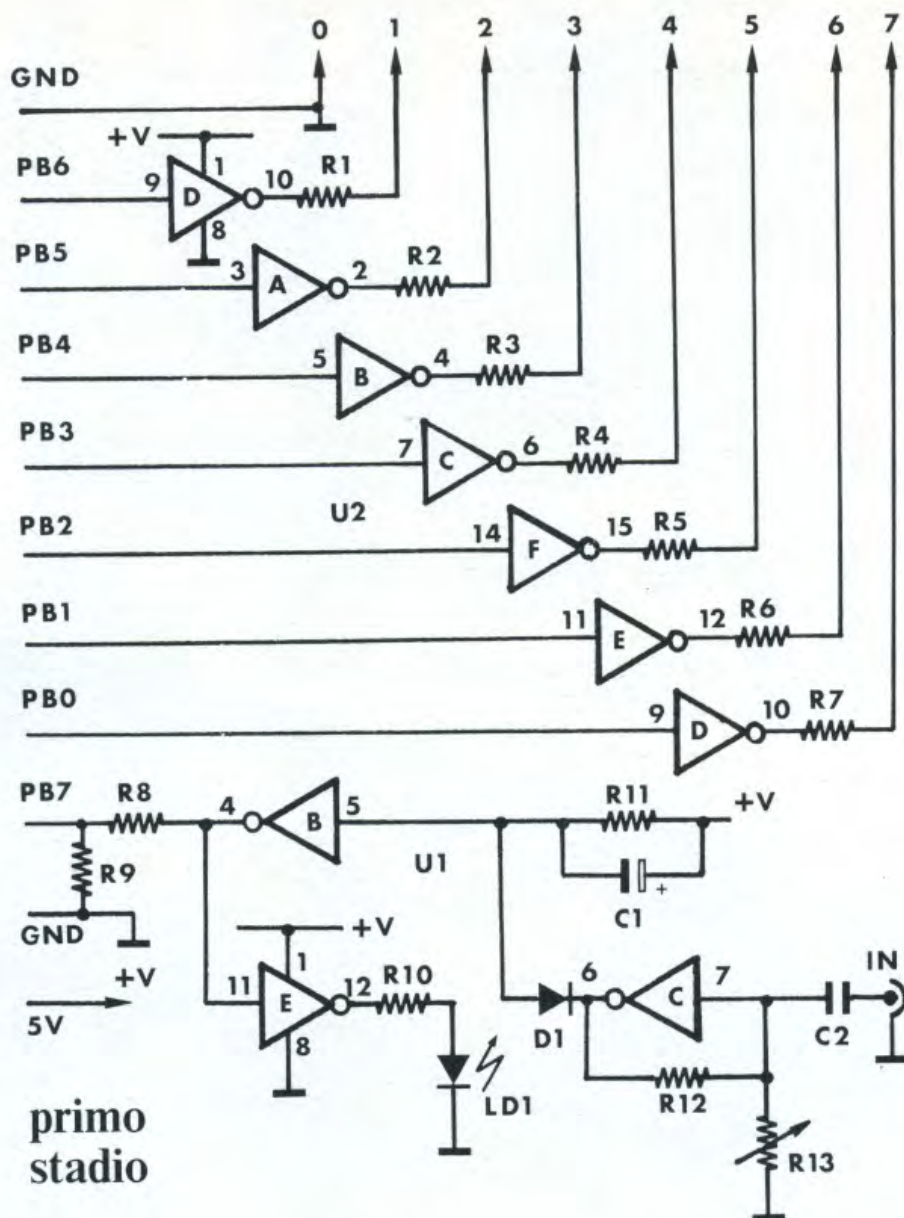 0 1 2 3 4 5 6 7
GND
+V
PB6 9 D 1 10 R1
8
PB5 3 A 2 R2
PB4 5 B 4 R3
PB3 7 C 6 R4
U2
PB2 14 F 15 R5
PB1 11 E 12 R6
PB0 9 D 10 R7
PB7 R8 4 B 5 R11 +V
R9 U1
C1 +
GND +V
+V 1 6 C 7 IN
5V 11 E 12 R10 D1 C2
8
LD1 R12
R13
primo
stadio